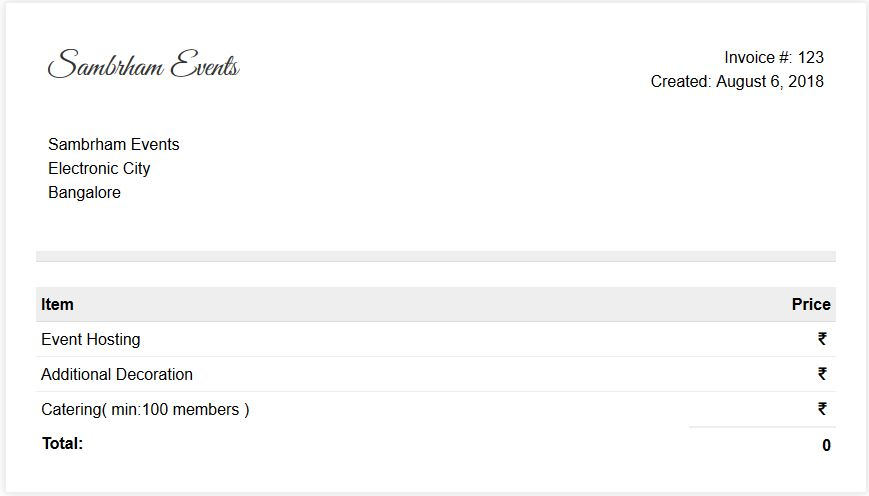 Sambrham Events
Invoice #: 123
Created: August 6, 2018
Sambrham Events
Electronic City
Bangalore
Item Price
Event Hosting ₹
Additional Decoration ₹
Catering( min:100 members ) ₹
Total: 0